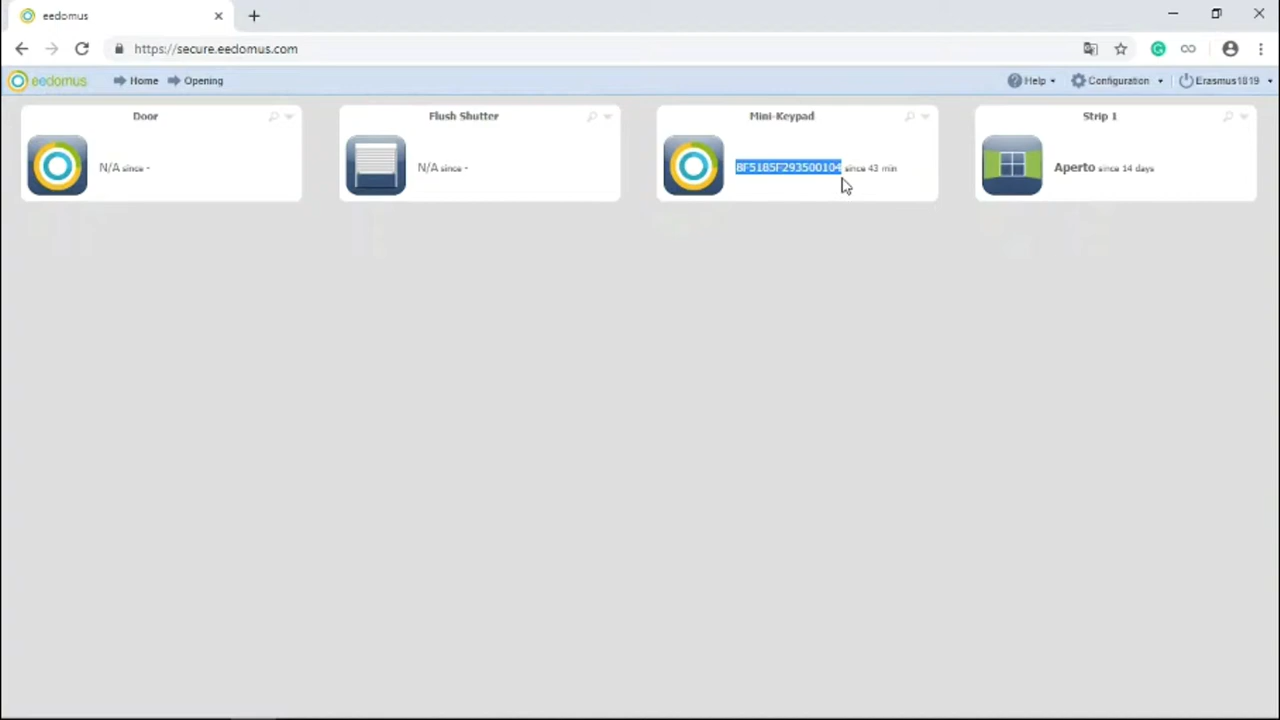 eedomus
https://secure.eedomus.com
eedomus Home Opening Help Configuration Erasmus1819
Door Flush Shutter Mini-Keypad Strip 1
N/A since - N/A since - 8F5185F293500104 since 43 min Aperto since 14 days